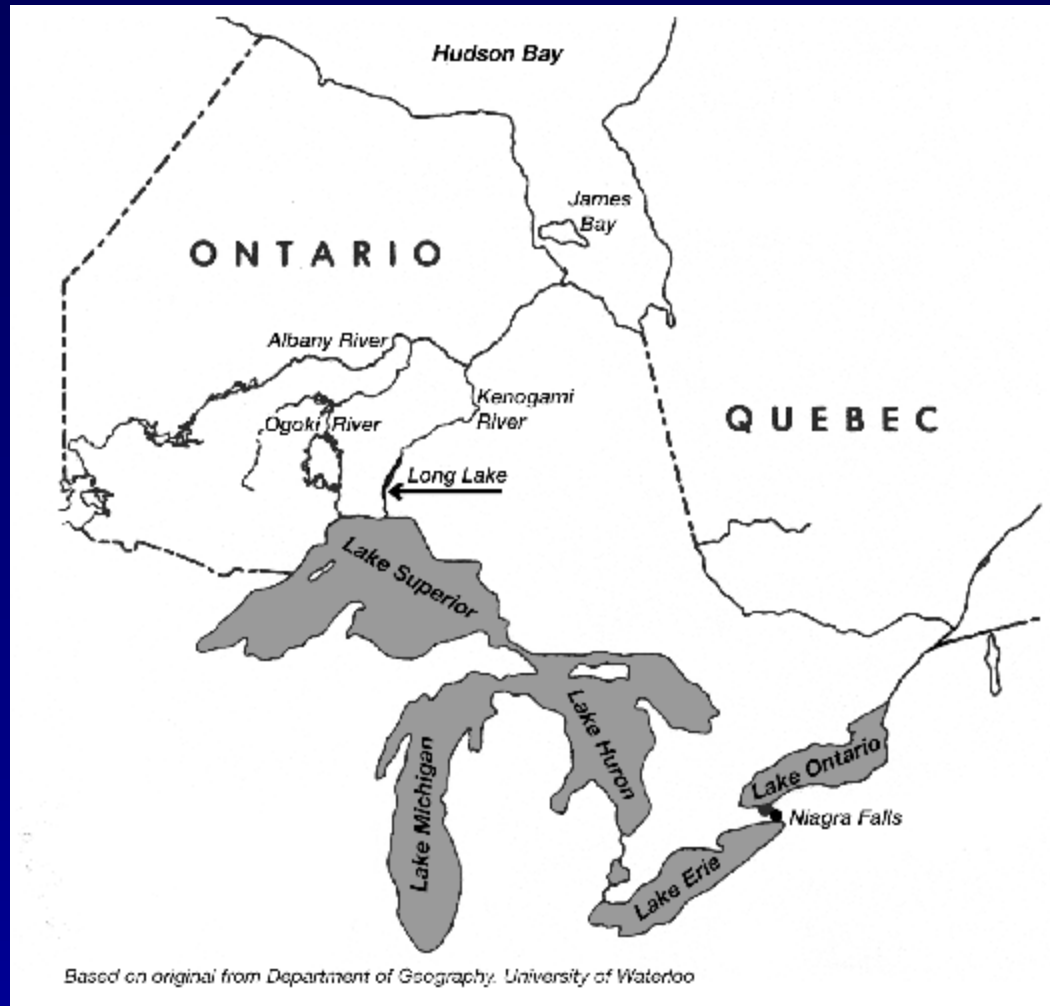 Hudson Bay
James
Bay
ONTARIO
Albany River
Kenogami
River
Ogoki River
QUEBEC
Long Lake
Lake Superior
Lake Huron
Lake Michigan
Lake Ontario
Niagra Falls
Lake Erie
Based on original from Department of Geography. University of Waterloo